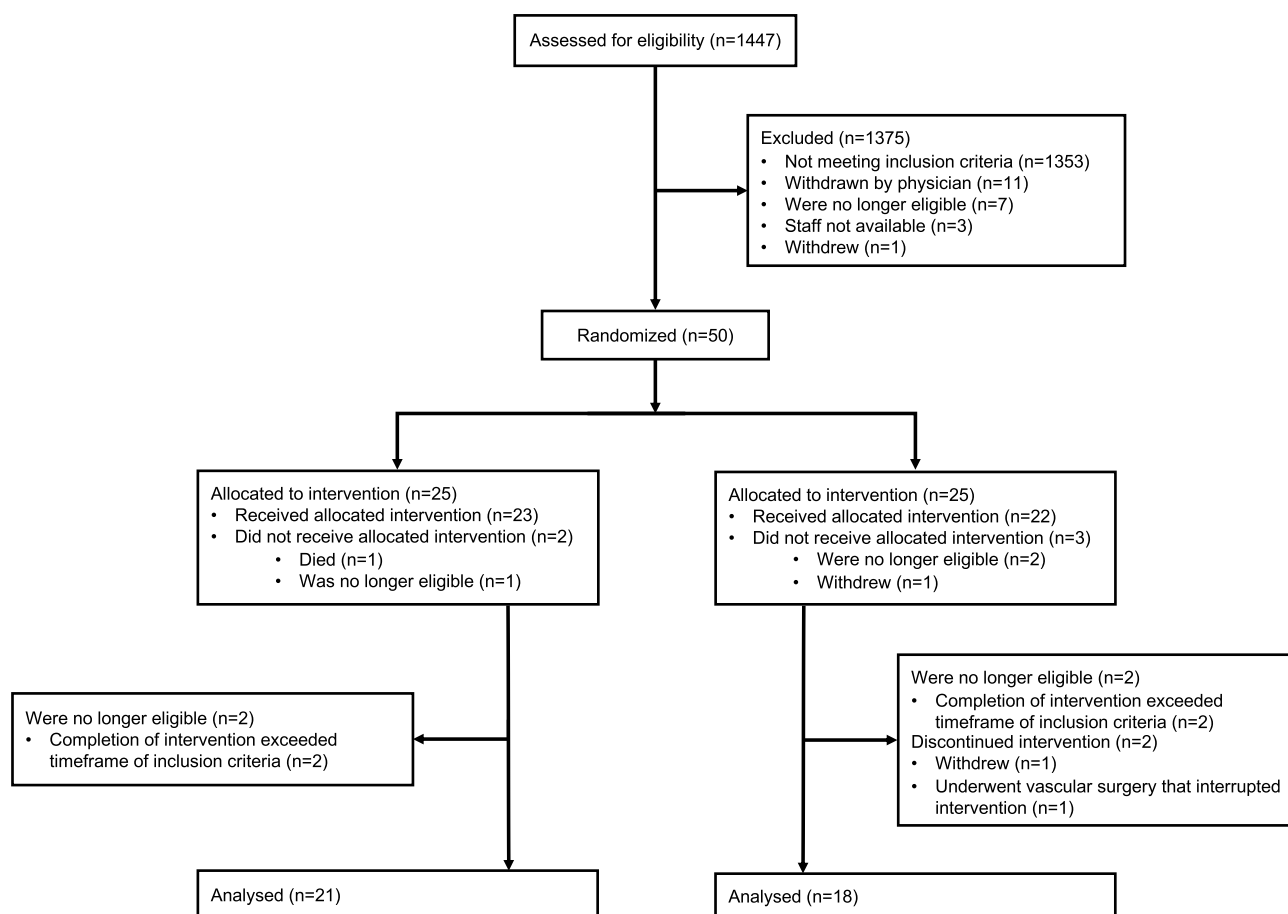 Assessed for eligibility (n=1447)
Excluded (n=1375)
• Not meeting inclusion criteria (n=1353)
• Withdrawn by physician (n=11)
• Were no longer eligible (n=7)
• Staff not available (n=3)
• Withdrew (n=1)
Randomized (n=50)
Allocated to intervention (n=25)
• Received allocated intervention (n=23)
• Did not receive allocated intervention (n=2)
• Died (n=1)
• Was no longer eligible (n=1)
Allocated to intervention (n=25)
• Received allocated intervention (n=22)
• Did not receive allocated intervention (n=3)
• Were no longer eligible (n=2)
• Withdrew (n=1)
Were no longer eligible (n=2)
• Completion of intervention exceeded
timeframe of inclusion criteria (n=2)
Were no longer eligible (n=2)
• Completion of intervention exceeded
timeframe of inclusion criteria (n=2)
Discontinued intervention (n=2)
• Withdrew (n=1)
• Underwent vascular surgery that interrupted
intervention (n=1)
Analysed (n=21)
Analysed (n=18)